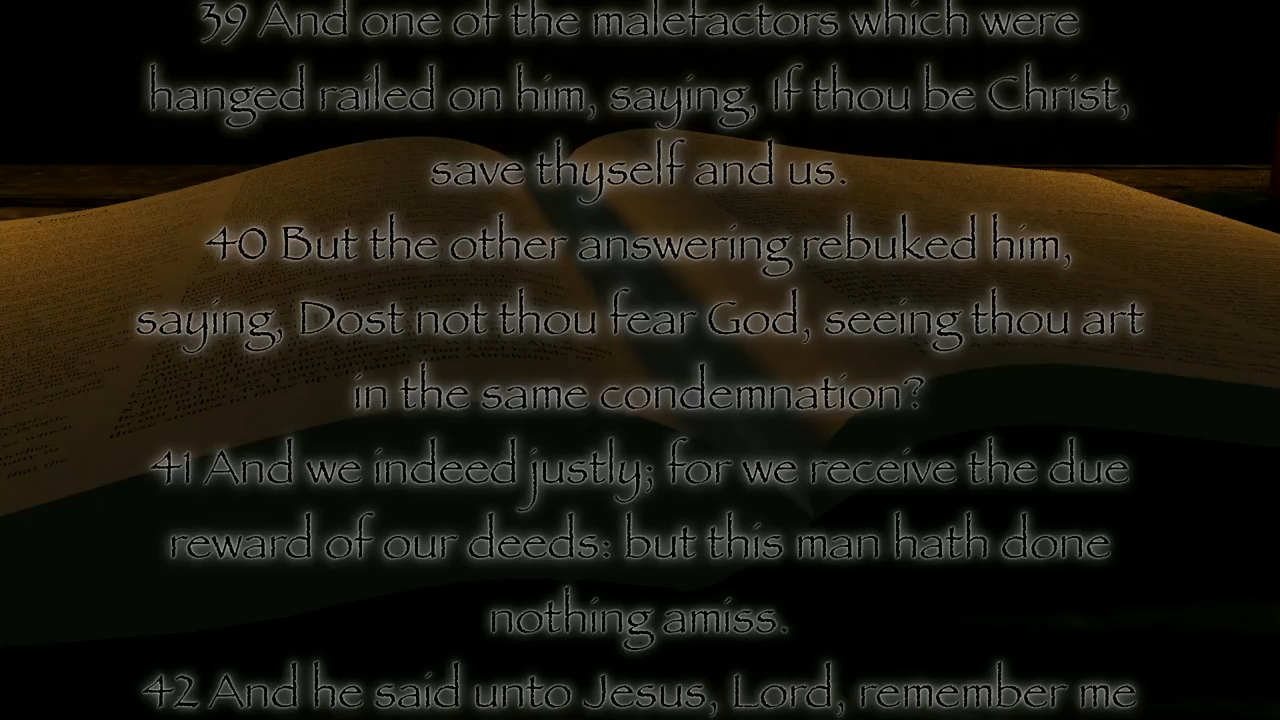 39 And one of the malefactors which were
hanged railed on him, saying, If thou be Christ,
save thyself and us.
40 But the other answering rebuked him,
saying, Dost not thou fear God, seeing thou art
in the same condemnation?
41 And we indeed justly; for we receive the due
reward of our deeds: but this man hath done
nothing amiss.
42 And he said unto Jesus, Lord, remember me